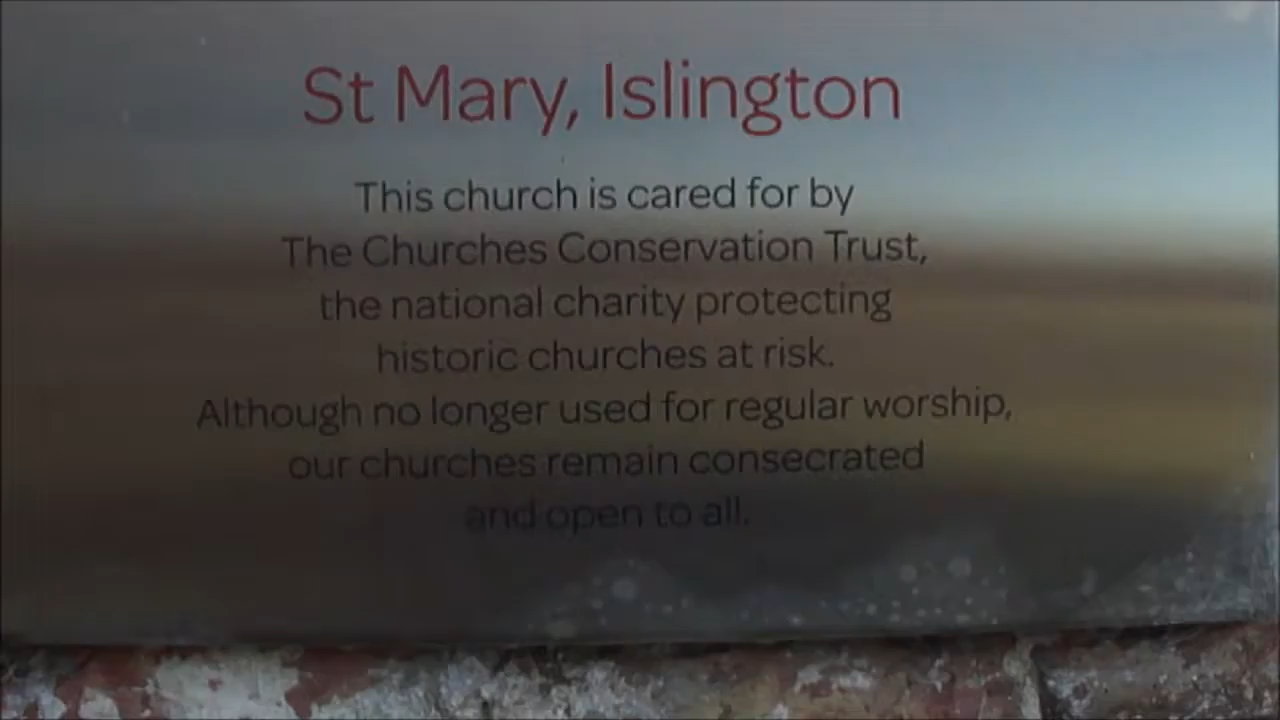 St Mary, Islington
This church is cared for by
The Churches Conservation Trust,
the national charity protecting
historic churches at risk.
Although no longer used for regular worship,
our churches remain consecrated
and open to all.